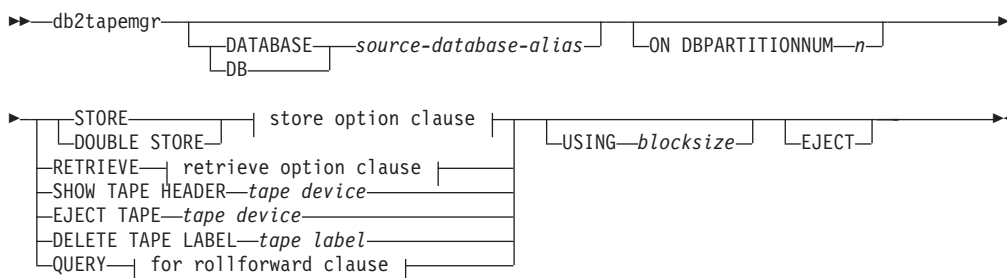 db2tapemgr DATABASE source-database-alias ON DBPARTITIONNUM n
DB
STORE store option clause USING blocksize EJECT
DOUBLE STORE
RETRIEVE retrieve option clause
SHOW TAPE HEADER tape device
EJECT TAPE tape device
DELETE TAPE LABEL tape label
QUERY for rollforward clause